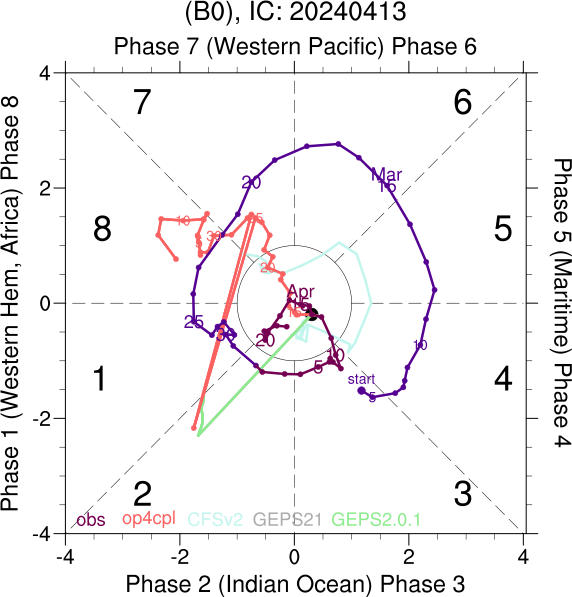 (B0), IC: 20240413
Phase 7 (Western Pacific) Phase 6
Phase 1 (Western Hem, Africa) Phase 8
Phase 5 (Maritime) Phase 4
4
2
0
-2
-4
7
6
8
5
1
4
2
3
Mar
15
20
10
25
Apr
20
10
5
start
5
10
obs op4cpl CFSv2 GEPS21 GEPS2.0.1
-4 -2 0 2 4
Phase 2 (Indian Ocean) Phase 3